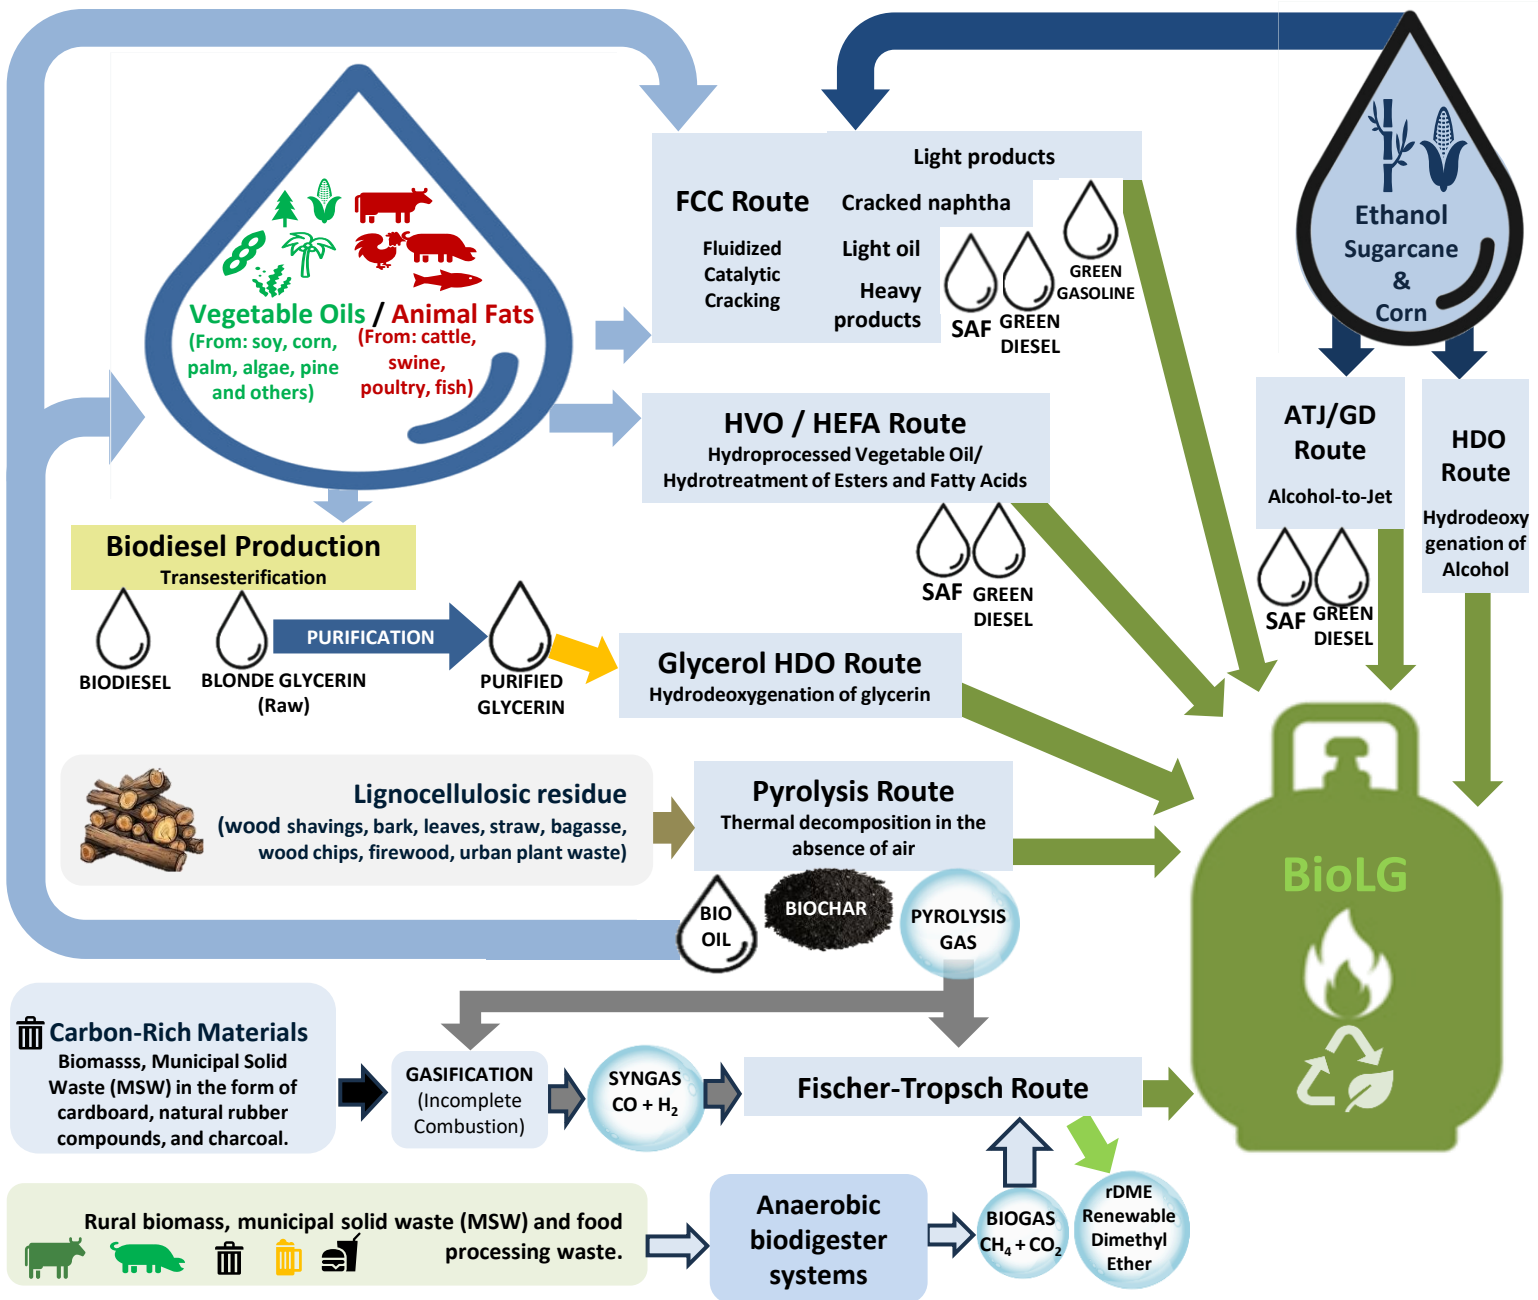 Light products
FCC Route
Cracked naphtha
Fluidized
Catalytic
Cracking
Light oil
Heavy
products
SAF
GREEN
DIESEL
GREEN
GASOLINE
Ethanol
Sugarcane
&
Corn
Vegetable Oils / Animal Fats
(From: soy, corn,
palm, algae, pine
and others)
(From: cattle,
swine,
poultry, fish)
HVO / HEFA Route
Hydroprocessed Vegetable Oil/
Hydrotreatment of Esters and Fatty Acids
SAF
GREEN
DIESEL
ATJ/GD
Route
Alcohol-to-Jet
SAF
GREEN
DIESEL
HDO
Route
Hydrodeoxy
genation of
Alcohol
Biodiesel Production
Transesterification
BIODIESEL
BLONDE GLYCERIN
(Raw)
PURIFICATION
PURIFIED
GLYCERIN
Glycerol HDO Route
Hydrodeoxygenation of glycerin
Lignocellulosic residue
(wood shavings, bark, leaves, straw, bagasse,
wood chips, firewood, urban plant waste)
Pyrolysis Route
Thermal decomposition in the
absence of air
BIO
OIL
BIOCHAR
PYROLYSIS
GAS
BioLG
Carbon-Rich Materials
Biomasss, Municipal Solid
Waste (MSW) in the form of
cardboard, natural rubber
compounds, and charcoal.
GASIFICATION
(Incomplete
Combustion)
SYNGAS
CO + H₂
Fischer-Tropsch Route
Rural biomass, municipal solid waste (MSW) and food
processing waste.
Anaerobic
biodigester
systems
BIOGAS
CH₄ + CO₂
rDME
Renewable
Dimethyl
Ether